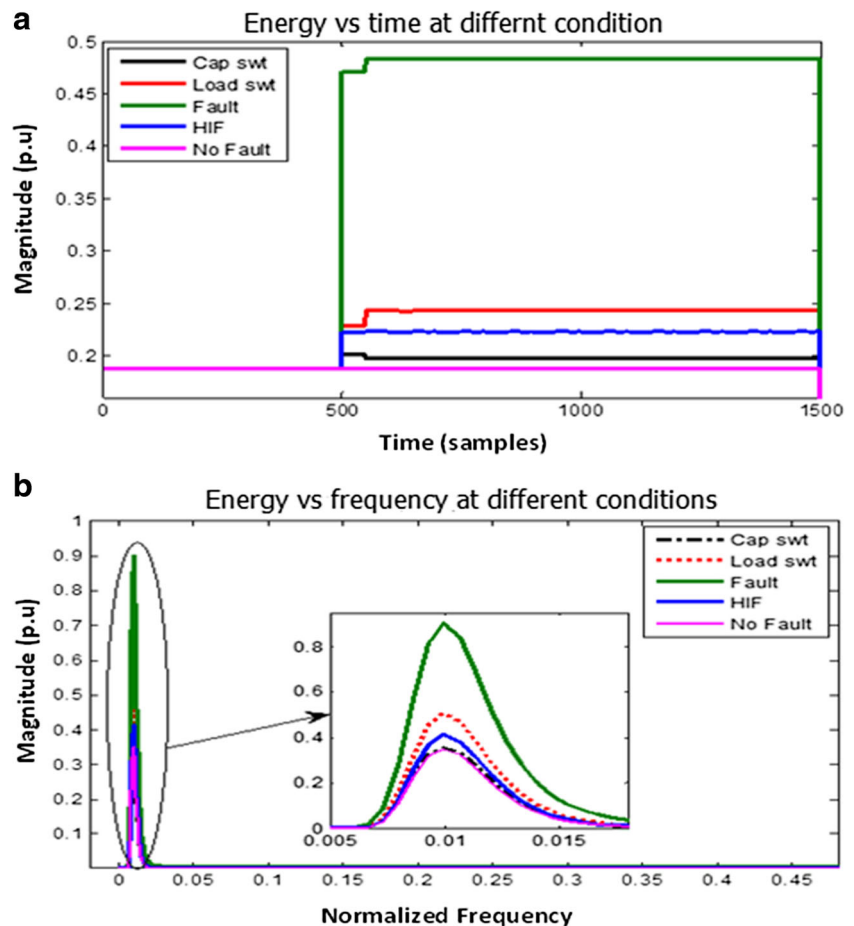 a
Energy vs time at differnt condition
0.5
0.45
0.4
0.35
0.3
0.25
0.2
Magnitude (p.u)
Cap swt
Load swt
Fault
HIF
No Fault
0
500
1000
1500
Time (samples)
b
Energy vs frequency at different conditions
1
0.9
0.8
0.7
0.6
0.5
0.4
0.3
0.2
0.1
Magnitude (p.u)
Cap swt
Load swt
Fault
HIF
No Fault
0.8
0.6
0.4
0.2
0
0.005
0.01
0.015
0
0.05
0.1
0.15
0.2
0.25
0.3
0.35
0.4
0.45
Normalized Frequency